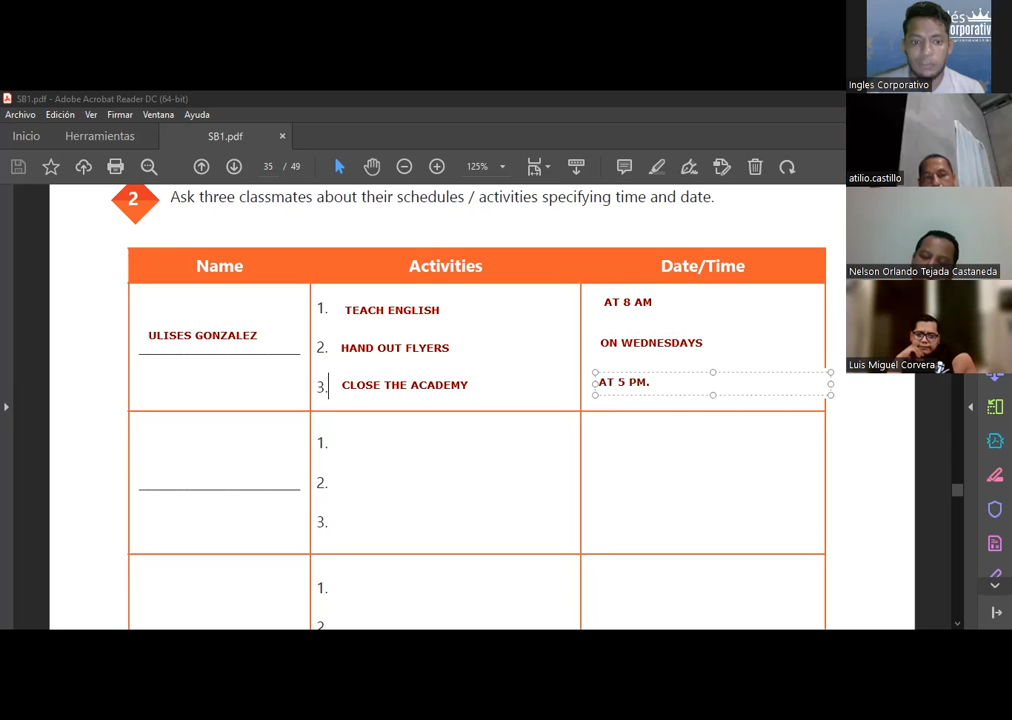 és
orporativ
Ingles Corporativo
SB1.pdf - Adobe Acrobat Reader DC (64-bit)
Archivo Edición Ver Firmar Ventana Ayuda
Inicio Herramientas SB1.pdf ×
35 / 49 125%
atilio.castillo
2 Ask three classmates about their schedules / activities specifying time and date.
Name Activities Date/Time
ULISES GONZALEZ
1. TEACH ENGLISH AT 8 AM
2. HAND OUT FLYERS ON WEDNESDAYS
3. CLOSE THE ACADEMY AT 5 PM.
1.
2.
3.
1.
2
Nelson Orlando Tejada Castaneda
Luis Miguel Corvera